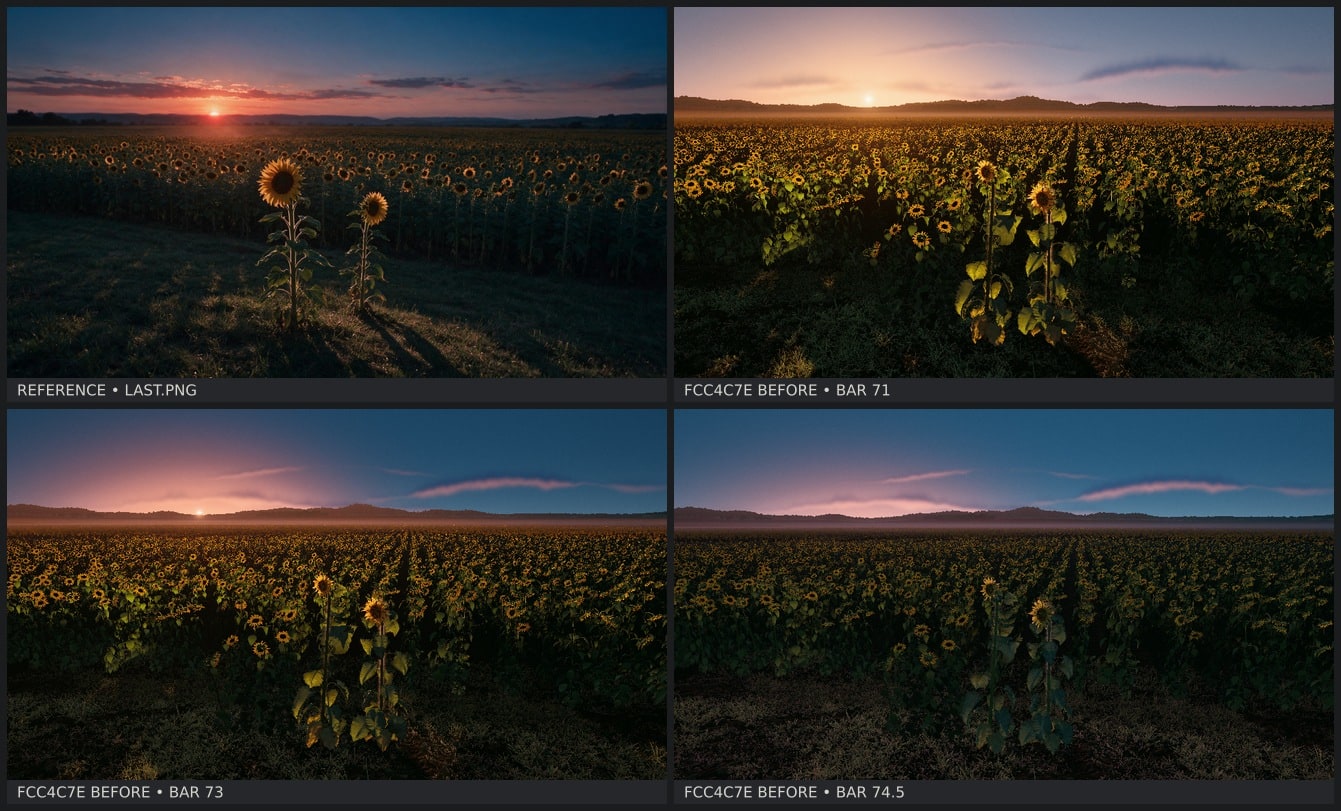 REFERENCE • LAST.PNG
FCC4C7E BEFORE • BAR 71
FCC4C7E BEFORE • BAR 73
FCC4C7E BEFORE • BAR 74.5